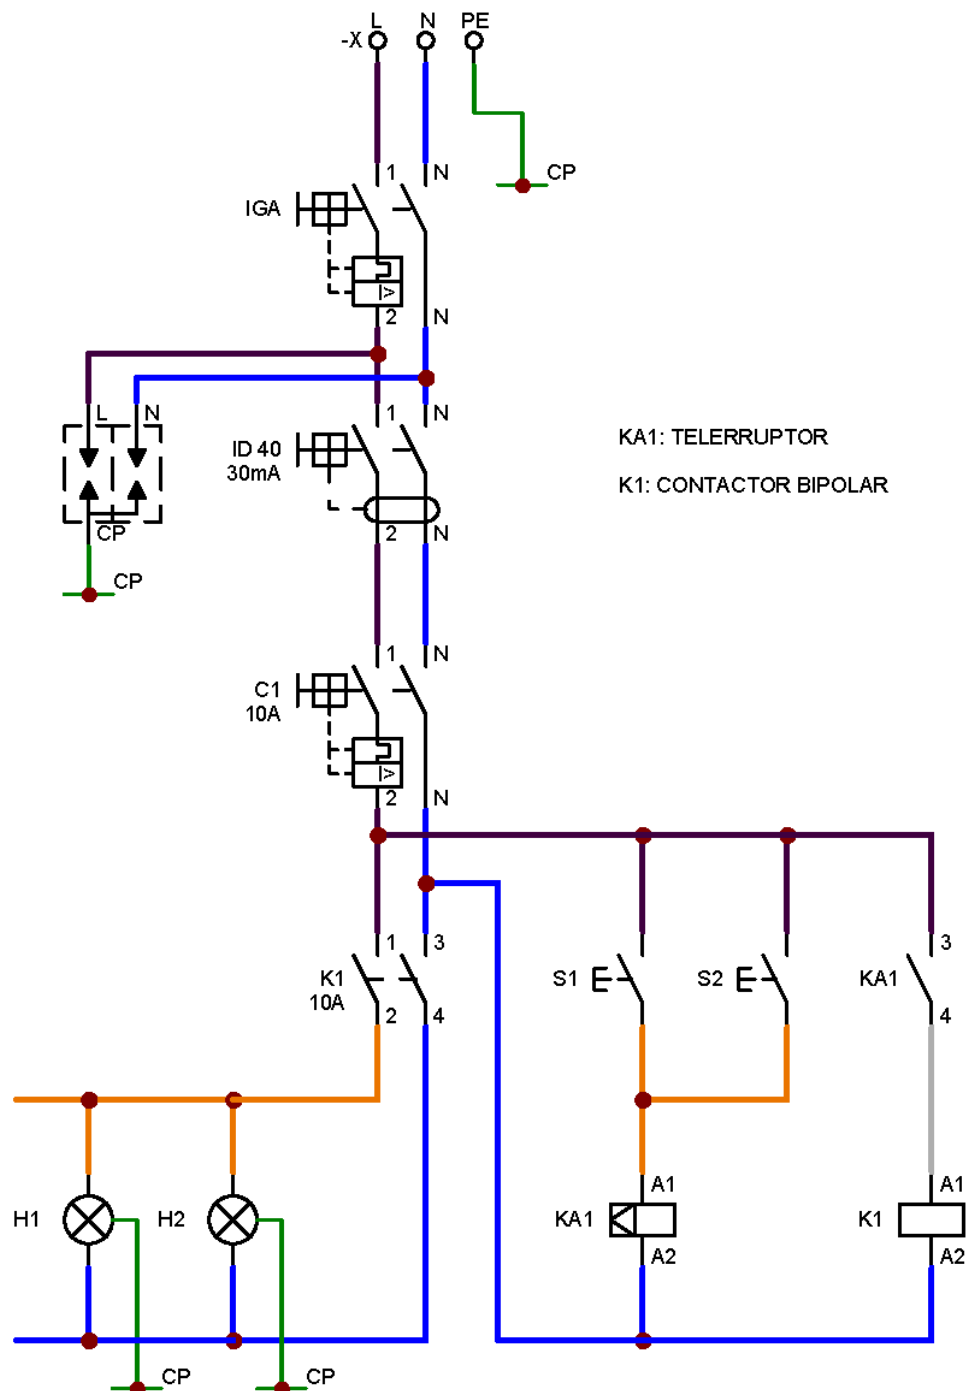 L N PE
-X
CP
1 N
IGA
I>
2 N
L N
1 N
ID 40
30mA
KA1: TELERRUPTOR
K1: CONTACTOR BIPOLAR
2 N
CP
CP
1 N
C1
10A
I>
2 N
1 3 3
K1
10A
S1 S2 KA1
2 4 4
A1 A1
H1 H2 KA1 K1
A2 A2
CP CP